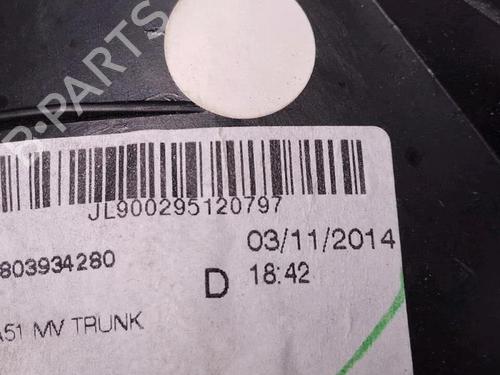 B-PARTS
JL900295120797
803934280
03/11/2014
D
18:42
A51 MV TRUNK